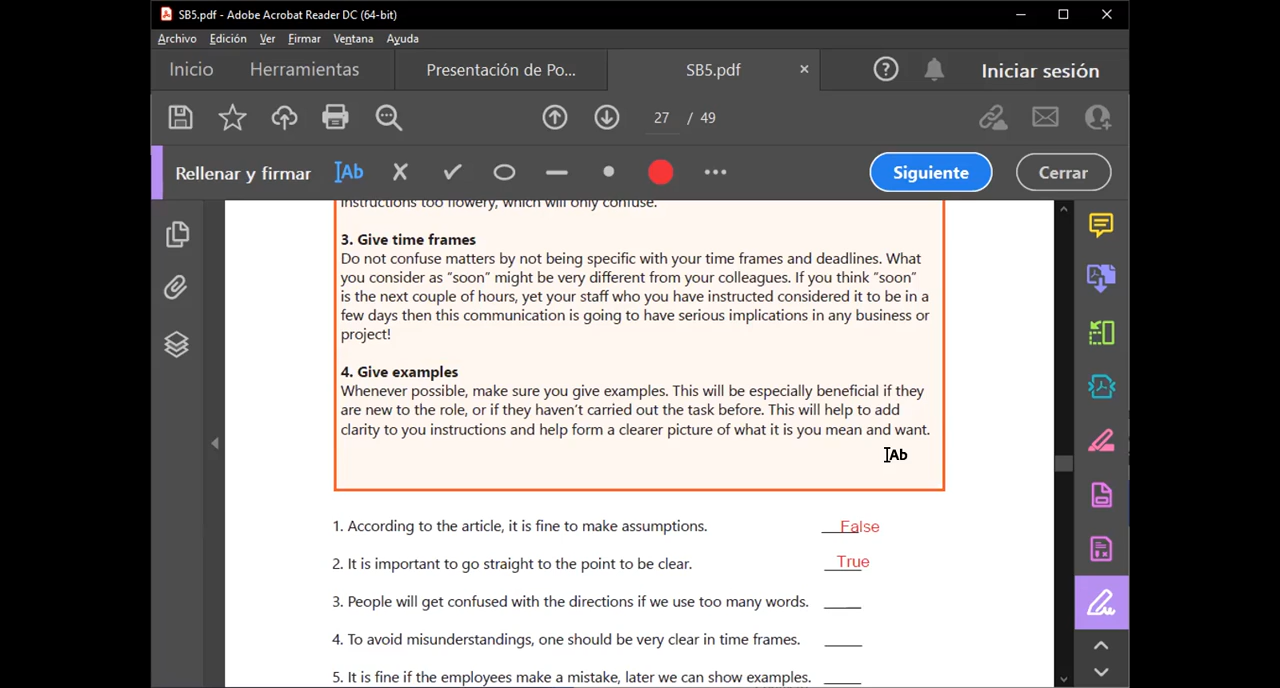 SB5.pdf - Adobe Acrobat Reader DC (64-bit)
Archivo Edición Ver Firmar Ventana Ayuda
Inicio Herramientas Presentación de Po... SB5.pdf × ? Iniciar sesión
27 / 49
Rellenar y firmar Ab Siguiente Cerrar
instructions too flowery, which will only confuse.
3. Give time frames
Do not confuse matters by not being specific with your time frames and deadlines. What
you consider as "soon" might be very different from your colleagues. If you think "soon"
is the next couple of hours, yet your staff who you have instructed considered it to be in a
few days then this communication is going to have serious implications in any business or
project!
4. Give examples
Whenever possible, make sure you give examples. This will be especially beneficial if they
are new to the role, or if they haven't carried out the task before. This will help to add
clarity to you instructions and help form a clearer picture of what it is you mean and want.
Ab
1. According to the article, it is fine to make assumptions. False
2. It is important to go straight to the point to be clear. True
3. People will get confused with the directions if we use too many words. ____
4. To avoid misunderstandings, one should be very clear in time frames. ____
5. It is fine if the employees make a mistake, later we can show examples. ____